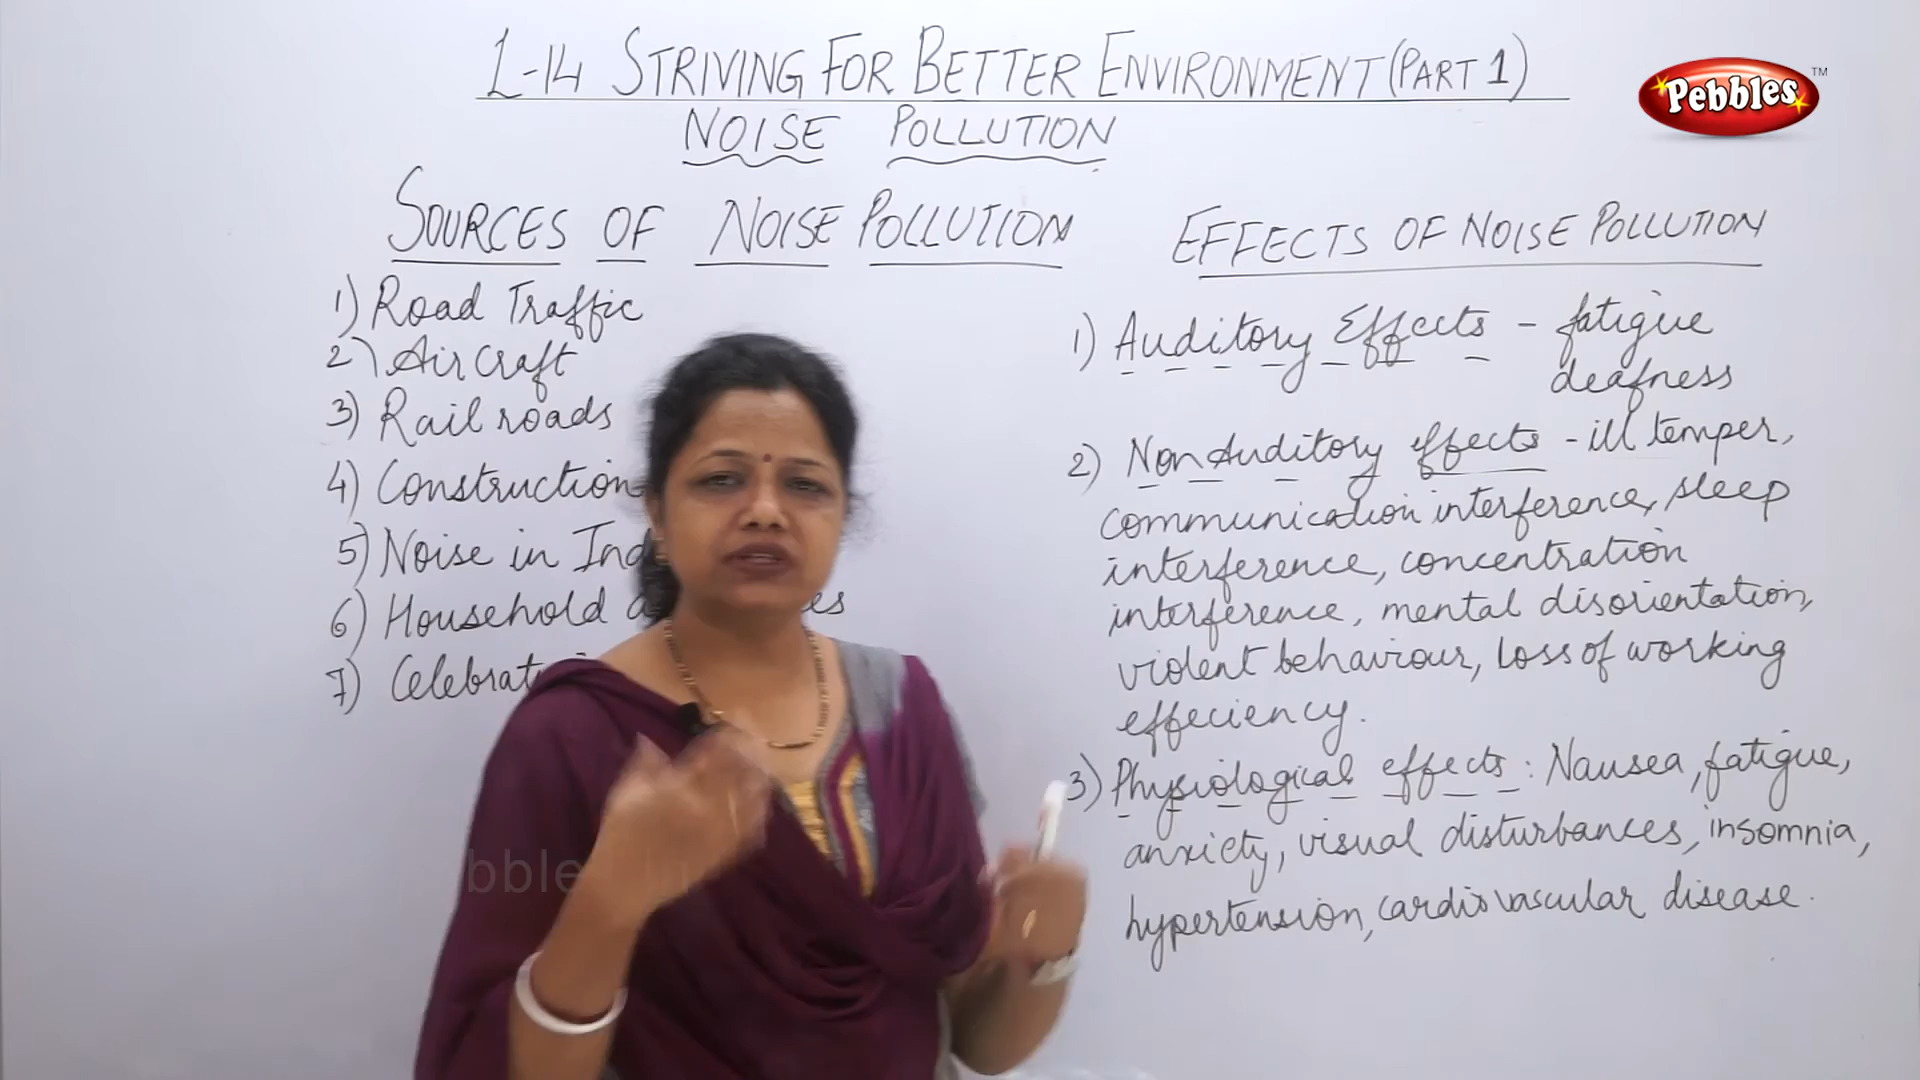 L-14 STRIVING FOR BETTER ENVIRONMENT (PART 1)
NOISE POLLUTION
SOURCES OF NOISE POLLUTION
1) Road Traffic
2) Aircraft
3) Rail roads
4) Construction
5) Noise in Ind
6) Household a es
7) Celebrat
EFFECTS OF NOISE POLLUTION
1) Auditory Effects - fatigue
deafness
2) Non Auditory effects - ill temper,
communication interference, sleep
interference, concentration
interference, mental disorientation,
violent behaviour, loss of working
effeciency.
3) Physiological effects : Nausea, fatigue,
anxiety, visual disturbances, insomnia,
hypertension, cardiovascular disease.
Pebbles TM